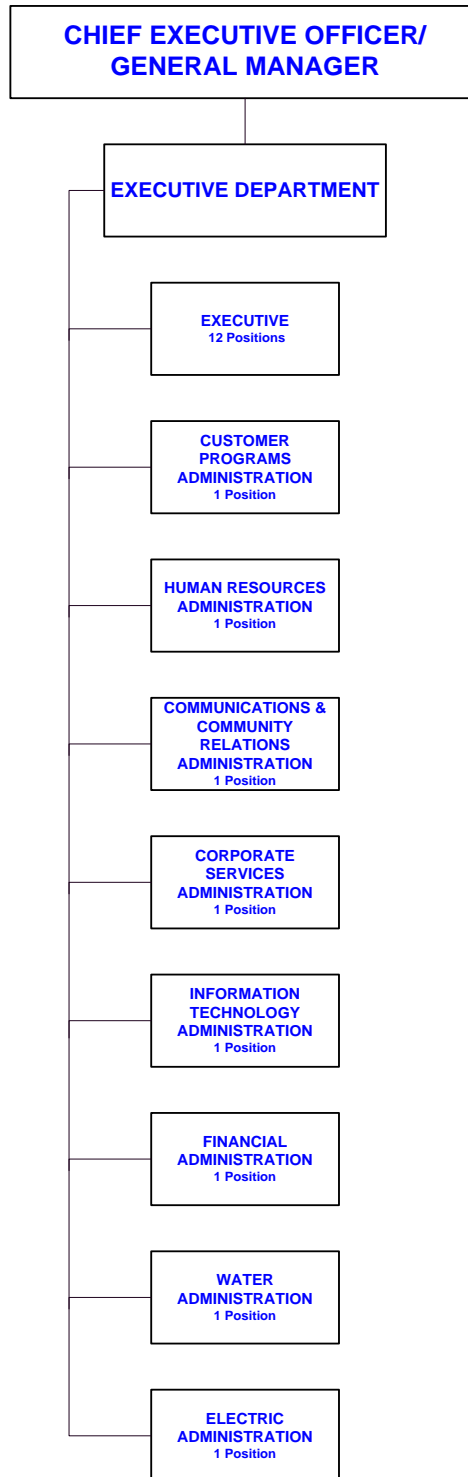 CHIEF EXECUTIVE OFFICER/
GENERAL MANAGER
EXECUTIVE DEPARTMENT
EXECUTIVE
12 Positions
CUSTOMER
PROGRAMS
ADMINISTRATION
1 Position
HUMAN RESOURCES
ADMINISTRATION
1 Position
COMMUNICATIONS &
COMMUNITY
RELATIONS
ADMINISTRATION
1 Position
CORPORATE
SERVICES
ADMINISTRATION
1 Position
INFORMATION
TECHNOLOGY
ADMINISTRATION
1 Position
FINANCIAL
ADMINISTRATION
1 Position
WATER
ADMINISTRATION
1 Position
ELECTRIC
ADMINISTRATION
1 Position